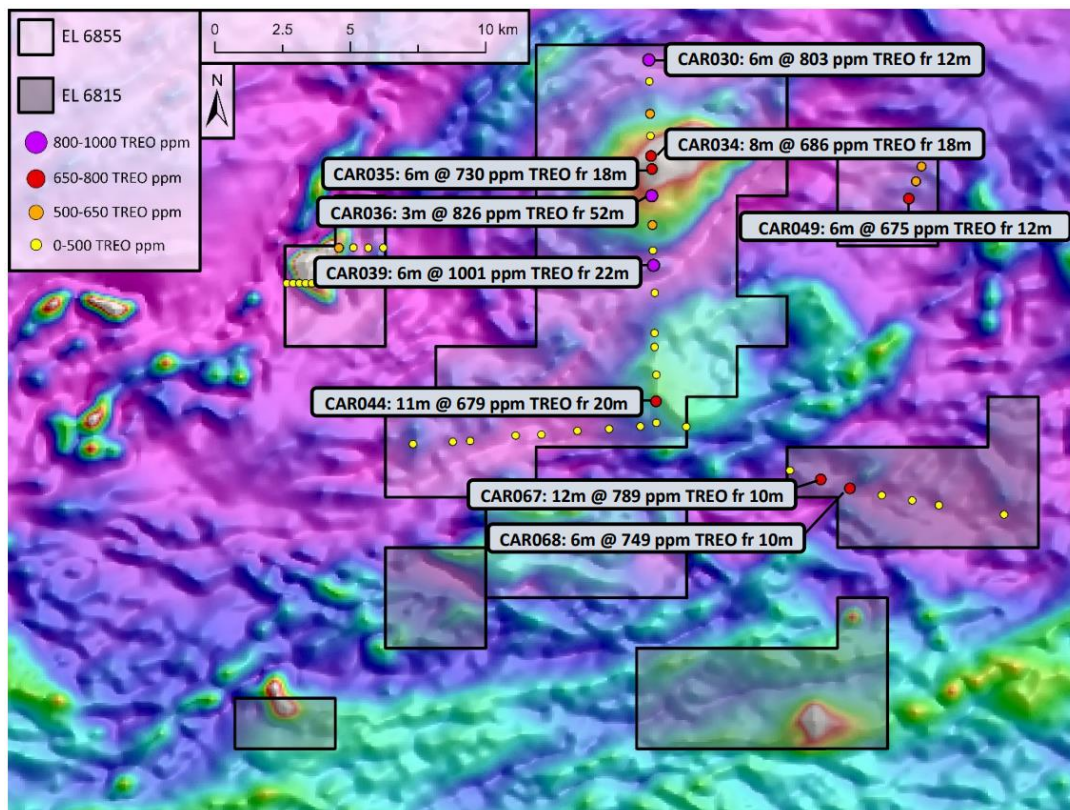 EL 6855
EL 6815
800-1000 TREO ppm
650-800 TREO ppm
500-650 TREO ppm
0-500 TREO ppm
0 2.5 5 10 km
N
CAR030: 6m @ 803 ppm TREO fr 12m
CAR034: 8m @ 686 ppm TREO fr 18m
CAR035: 6m @ 730 ppm TREO fr 18m
CAR036: 3m @ 826 ppm TREO fr 52m
CAR049: 6m @ 675 ppm TREO fr 12m
CAR039: 6m @ 1001 ppm TREO fr 22m
CAR044: 11m @ 679 ppm TREO fr 20m
CAR067: 12m @ 789 ppm TREO fr 10m
CAR068: 6m @ 749 ppm TREO fr 10m